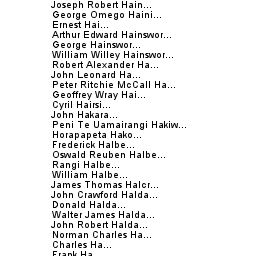 Joseph Robert Hain...
George Omego Haini...
Ernest Hai...
Arthur Edward Hainswor...
George Hainswor...
William Willey Hainswor...
Robert Alexander Ha...
John Leonard Ha...
Peter Ritchie McCall Ha...
Geoffrey Wray Hai...
Cyril Hairsi...
John Hakara...
Peni Te Uamairangi Hakiw...
Horapapeta Hako...
Frederick Halbe...
Oswald Reuben Halbe...
Rangi Halbe...
William Halbe...
James Thomas Halcr...
John Crawford Halda...
Donald Halda...
Walter James Halda...
John Robert Halda...
Norman Charles Ha...
Charles Ha...
Frank Ha